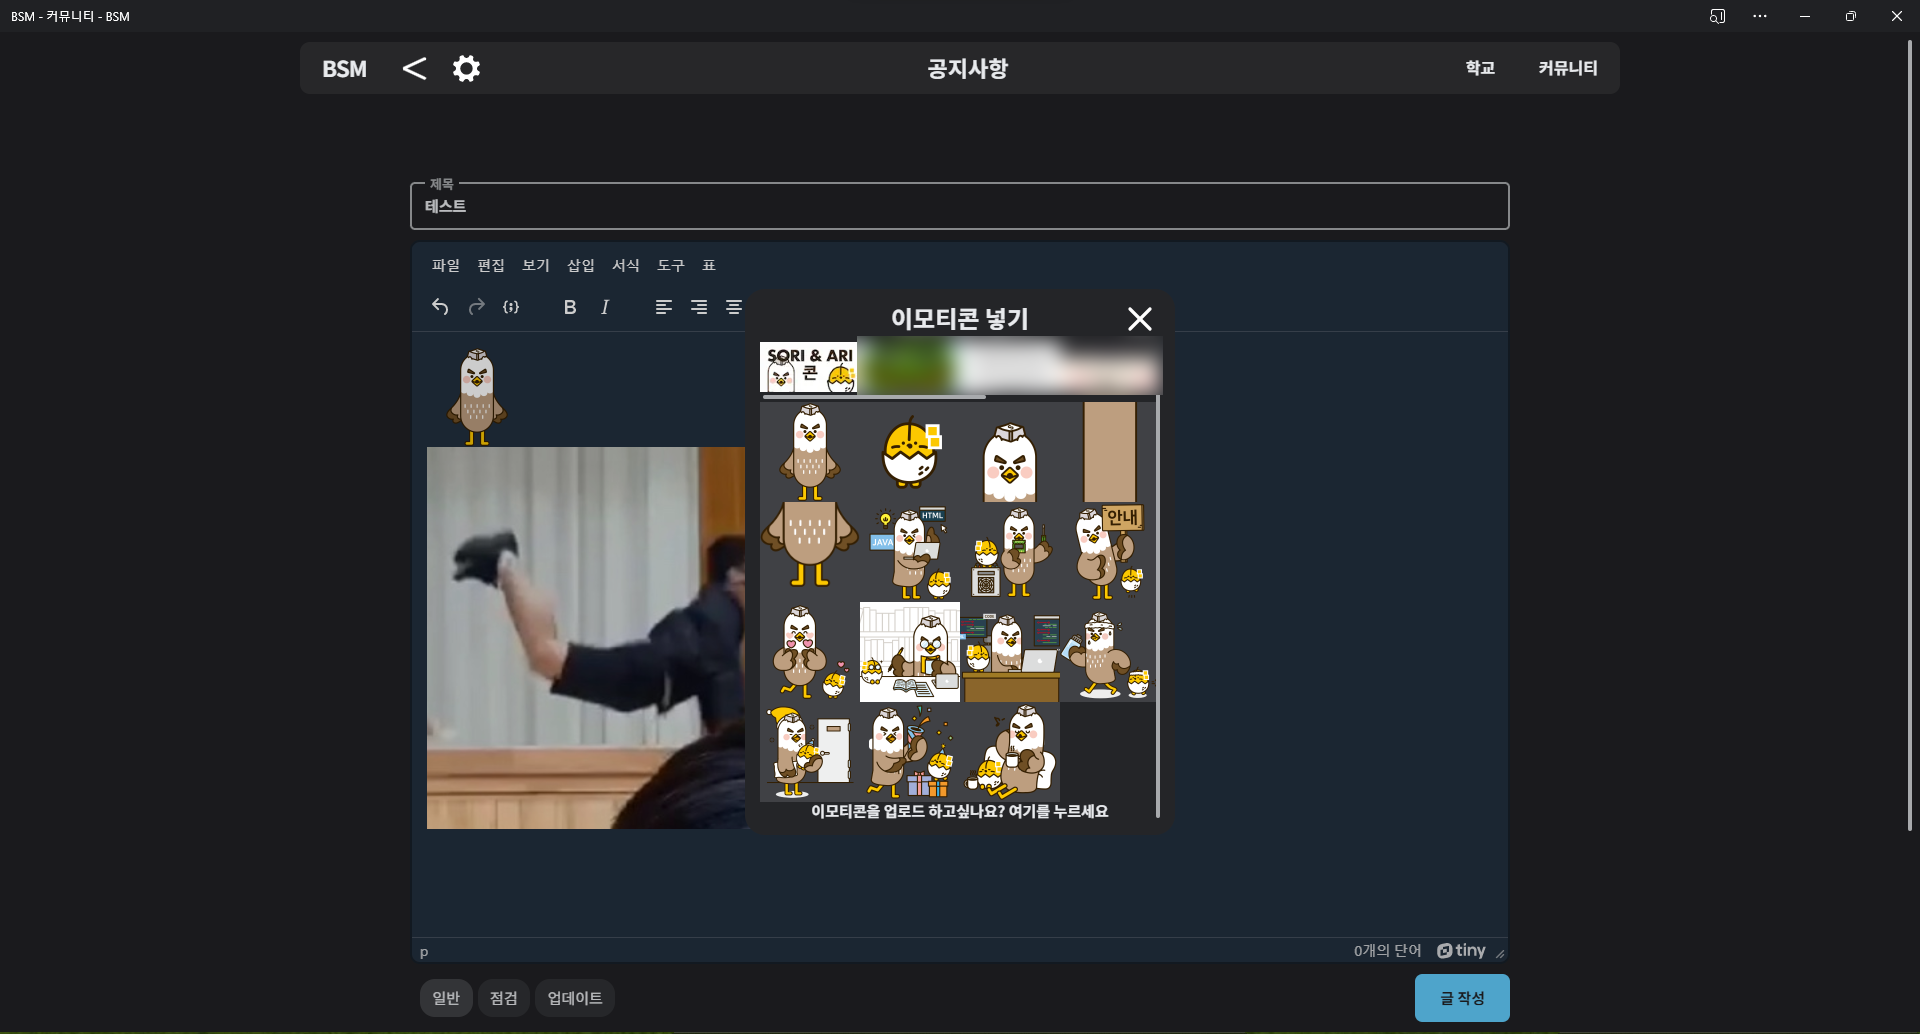 BSM - 커뮤니티 - BSM
BSM
공지사항
학교
커뮤니티
제목
테스트
파일 편집 보기 삽입 서식 도구 표
B I
이모티콘 넣기
SORI & ARI
콘
HTML
JAVA
안내
이모티콘을 업로드 하고싶나요? 여기를 누르세요
p
0개의 단어
tiny
일반 점검 업데이트
글 작성